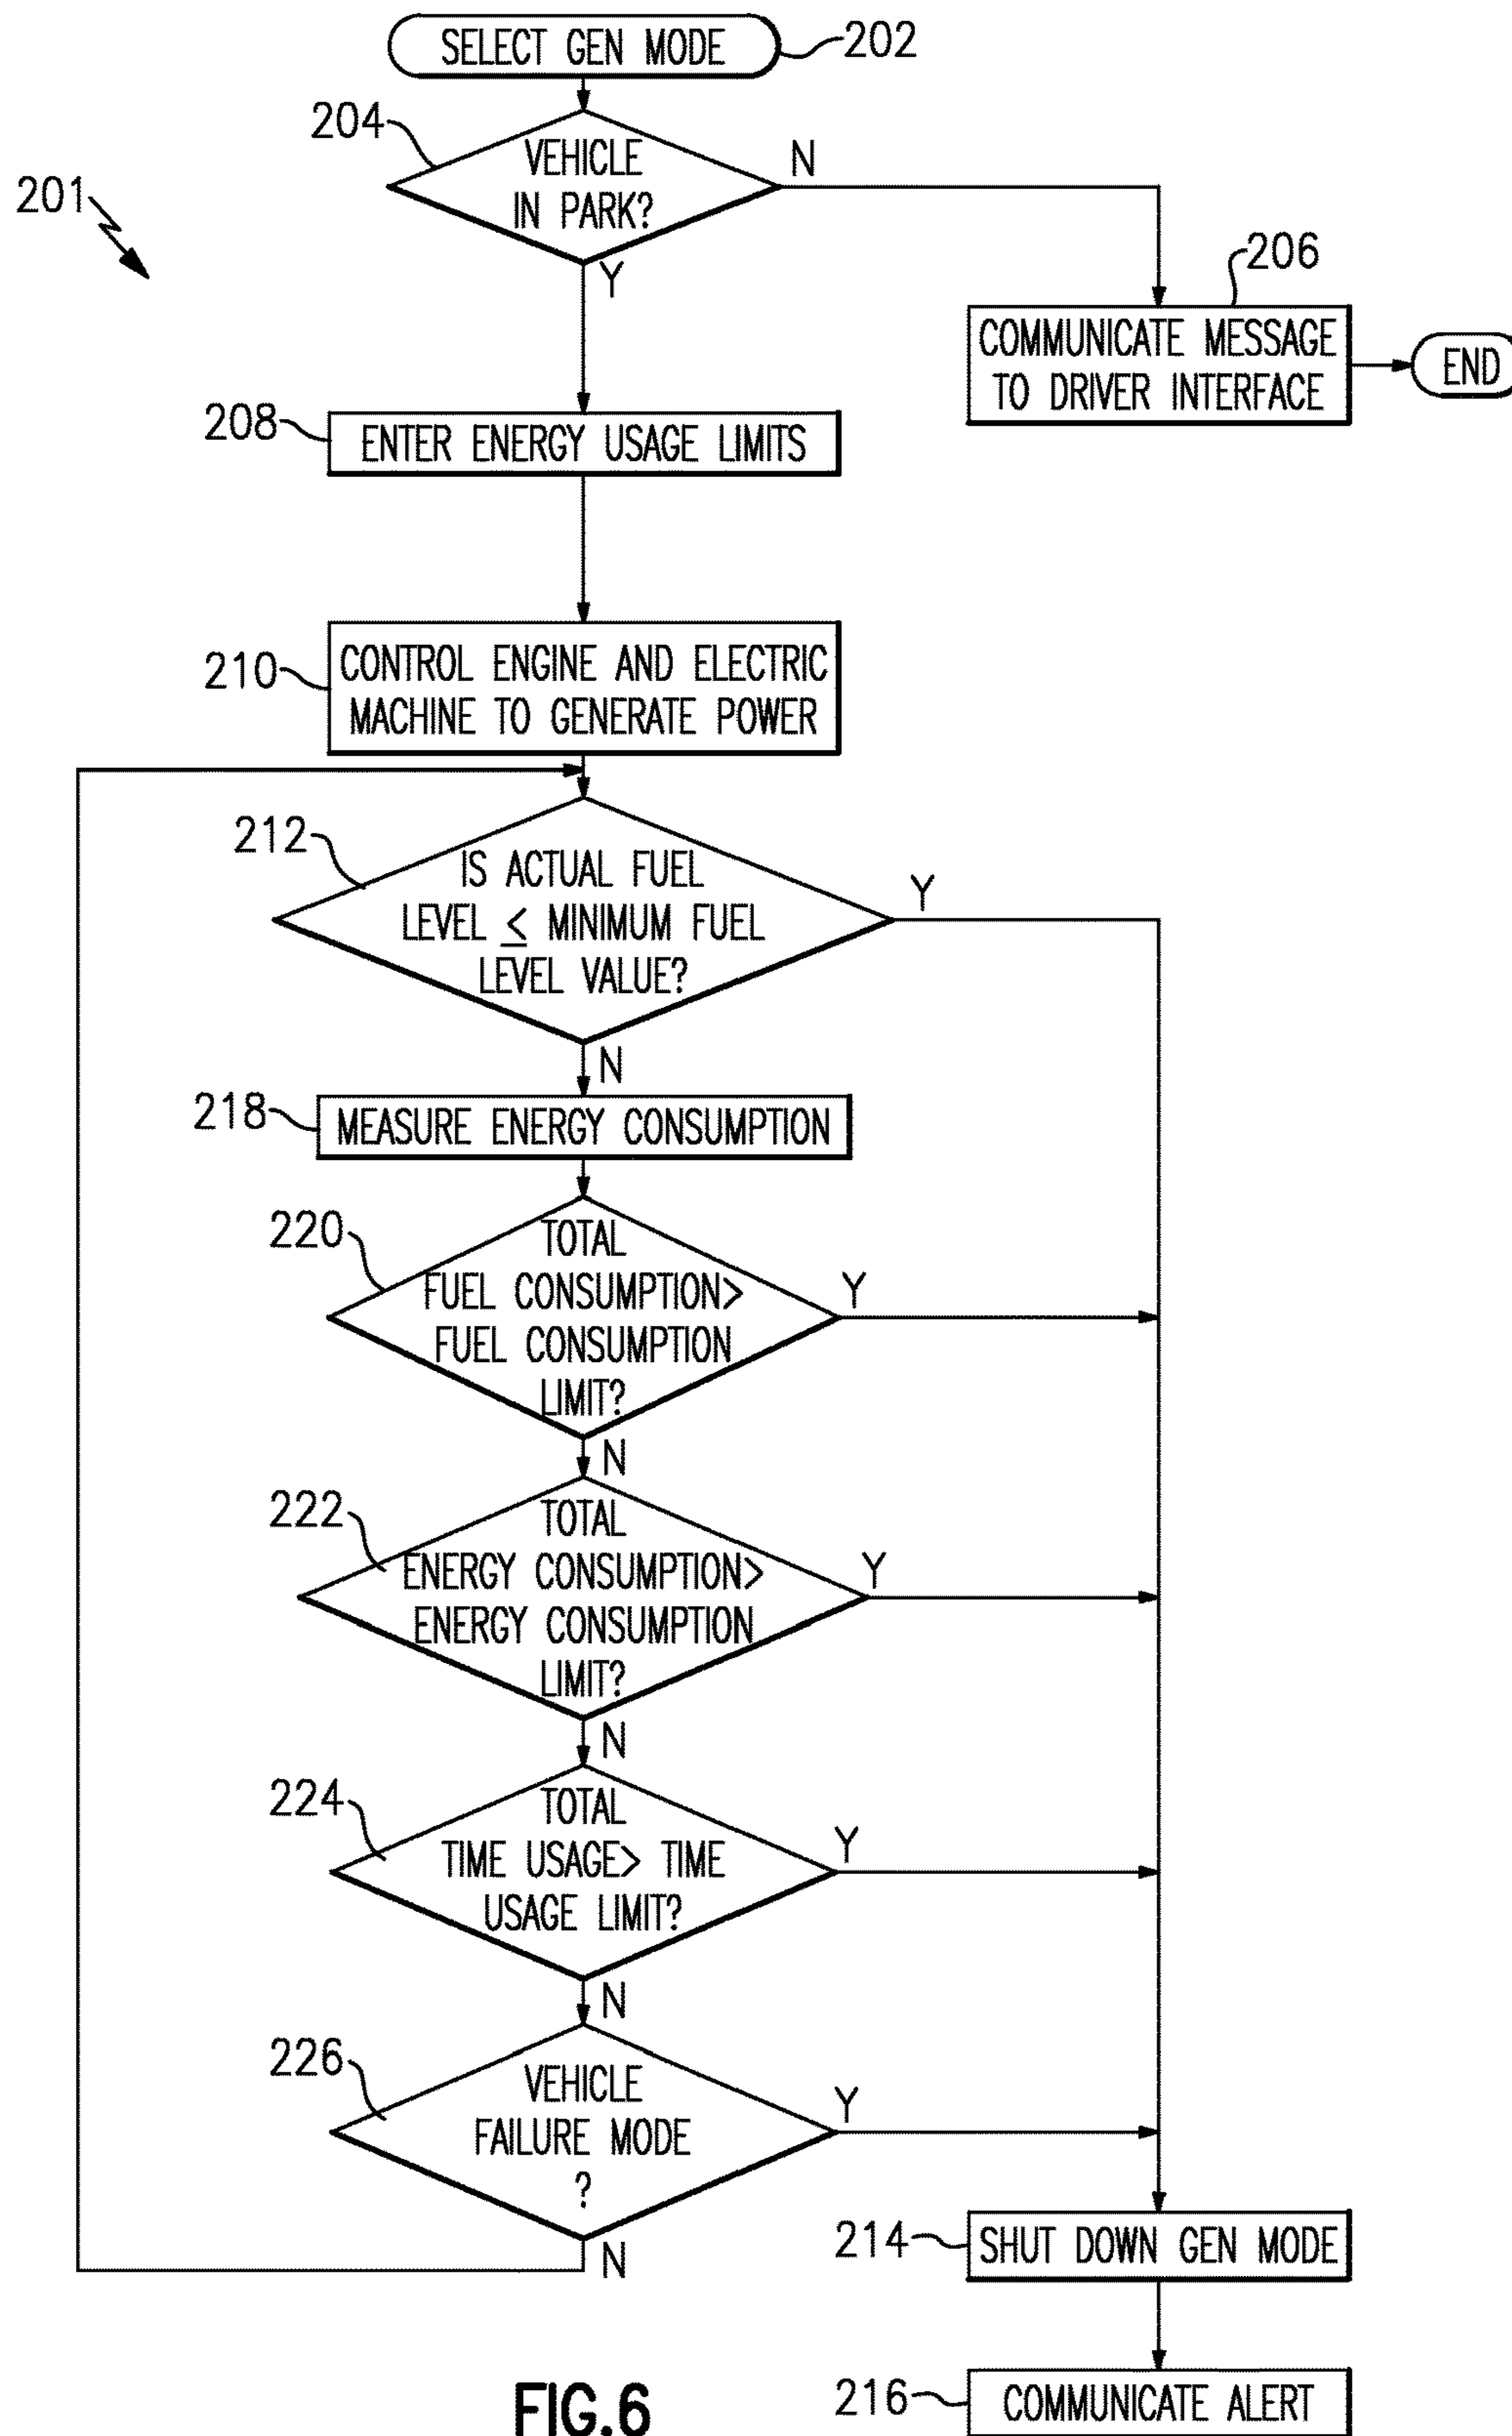 SELECT GEN MODE
202
204
VEHICLE
IN PARK?
N
201
Y
206
COMMUNICATE MESSAGE
TO DRIVER INTERFACE
END
208
ENTER ENERGY USAGE LIMITS
210
CONTROL ENGINE AND ELECTRIC
MACHINE TO GENERATE POWER
212
IS ACTUAL FUEL
LEVEL ≤ MINIMUM FUEL
LEVEL VALUE?
Y
N
218
MEASURE ENERGY CONSUMPTION
220
TOTAL
FUEL CONSUMPTION>
FUEL CONSUMPTION
LIMIT?
Y
N
222
TOTAL
ENERGY CONSUMPTION>
ENERGY CONSUMPTION
LIMIT?
Y
N
224
TOTAL
TIME USAGE> TIME
USAGE LIMIT?
Y
N
226
VEHICLE
FAILURE MODE
?
Y
N
214
SHUT DOWN GEN MODE
216
COMMUNICATE ALERT
FIG.6